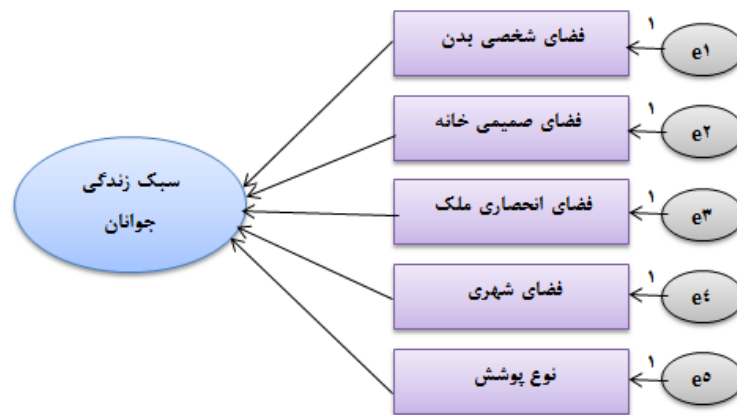 فضای شخصی بدن
۱
e۱
فضای صمیمی خانه
۱
e۲
سبک زندگی
جوانان
فضای انحصاری ملک
۱
e۳
فضای شهری
۱
e٤
نوع پوشش
۱
e۵